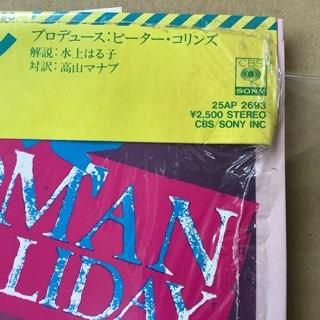 プロデュース:ピーター・コリンズ
解説:水上はる子
対訳:高山マナブ
CBS
SONY
25AP 2693
¥2,500 STEREO
CBS/SONY INC
OMAN
LIDAY